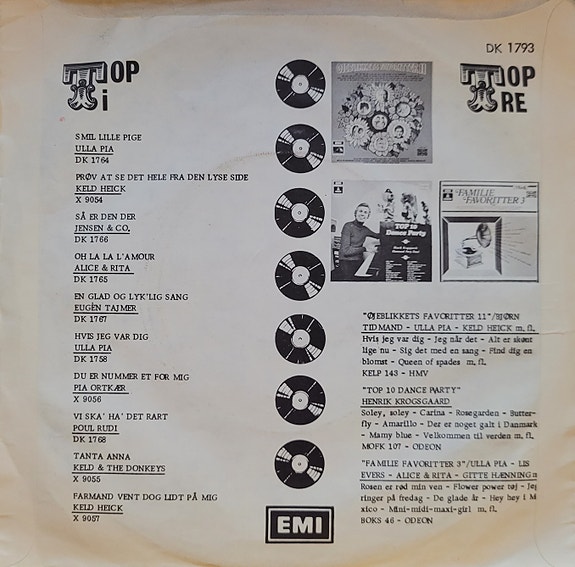 DK 1793
TOP i
TOP RE
SMIL LILLE PIGE
ULLA PIA
DK 1764
PRØV AT SE DET HELE FRA DEN LYSE SIDE
KELD HEICK
X 9054
SÅ ER DEN DER
JENSEN & CO.
DK 1766
OH LA LA L'AMOUR
ALICE & RITA
DK 1765
EN GLAD OG LYK'LIG SANG
EUGÈN TAJMER
DK 1767
HVIS JEG VAR DIG
ULLA PIA
DK 1758
DU ER NUMMER ET FOR MIG
PIA ORTKÆR
X 9056
VI SKA' HA' DET RART
POUL RUDI
DK 1768
TANTA ANNA
KELD & THE DONKEYS
X 9055
FARMAND VENT DOG LIDT PÅ MIG
KELD HEICK
X 9057
ØJEBLIKKETS FAVORITTER 11
TOP 10
Dance Party
Henrik Krogsgaard
FAMILIE
FAVORITTER 3
"ØJEBLIKKETS FAVORITTER 11"/BJØRN
TIDMAND - ULLA PIA - KELD HEICK m. fl.
Hvis jeg var dig - Jeg når det - Alt er skønt
lige nu - Sig det med en sang - Find dig en
blomst - Queen of spades m. fl.
KELP 143 - HMV
"TOP 10 DANCE PARTY"
HENRIK KROGSGAARD
Soley, soley - Carina - Rosegarden - Butter-
fly - Amarillo - Der er noget galt i Danmark
- Mamy blue - Velkommen til verden m. fl.
MOFK 107 - ODEON
"FAMILIE FAVORITTER 3"/ULLA PIA - LIS
EVERS - ALICE & RITA - GITTE HÆNNING m
Rosen er rød min ven - Flower power tøj - Jeg
ringer på fredag - De glade år - Hey hey i M
xico - Mini-midi-maxi-girl m. fl.
BOKS 46 - ODEON
EMI